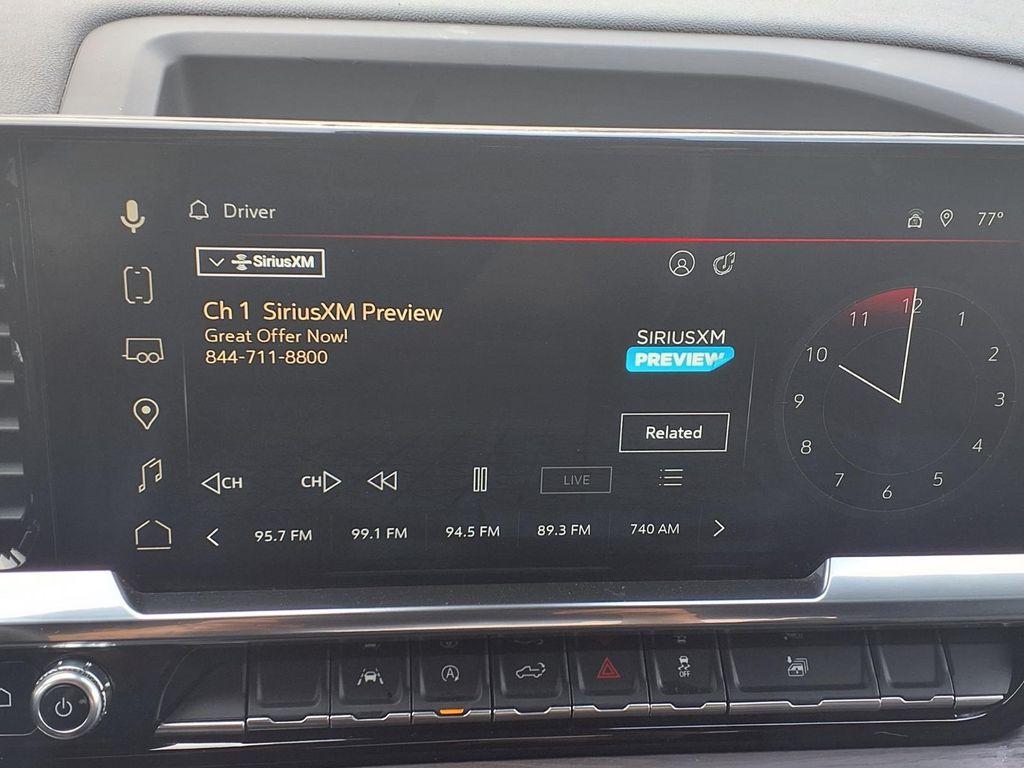 Driver
77°
SiriusXM
Ch 1 SiriusXM Preview
Great Offer Now!
844-711-8800
SIRIUSXM
PREVIEW
Related
CH
CH
LIVE
95.7 FM
99.1 FM
94.5 FM
89.3 FM
740 AM
12
1
2
3
4
5
6
7
8
9
10
11
A
OFF